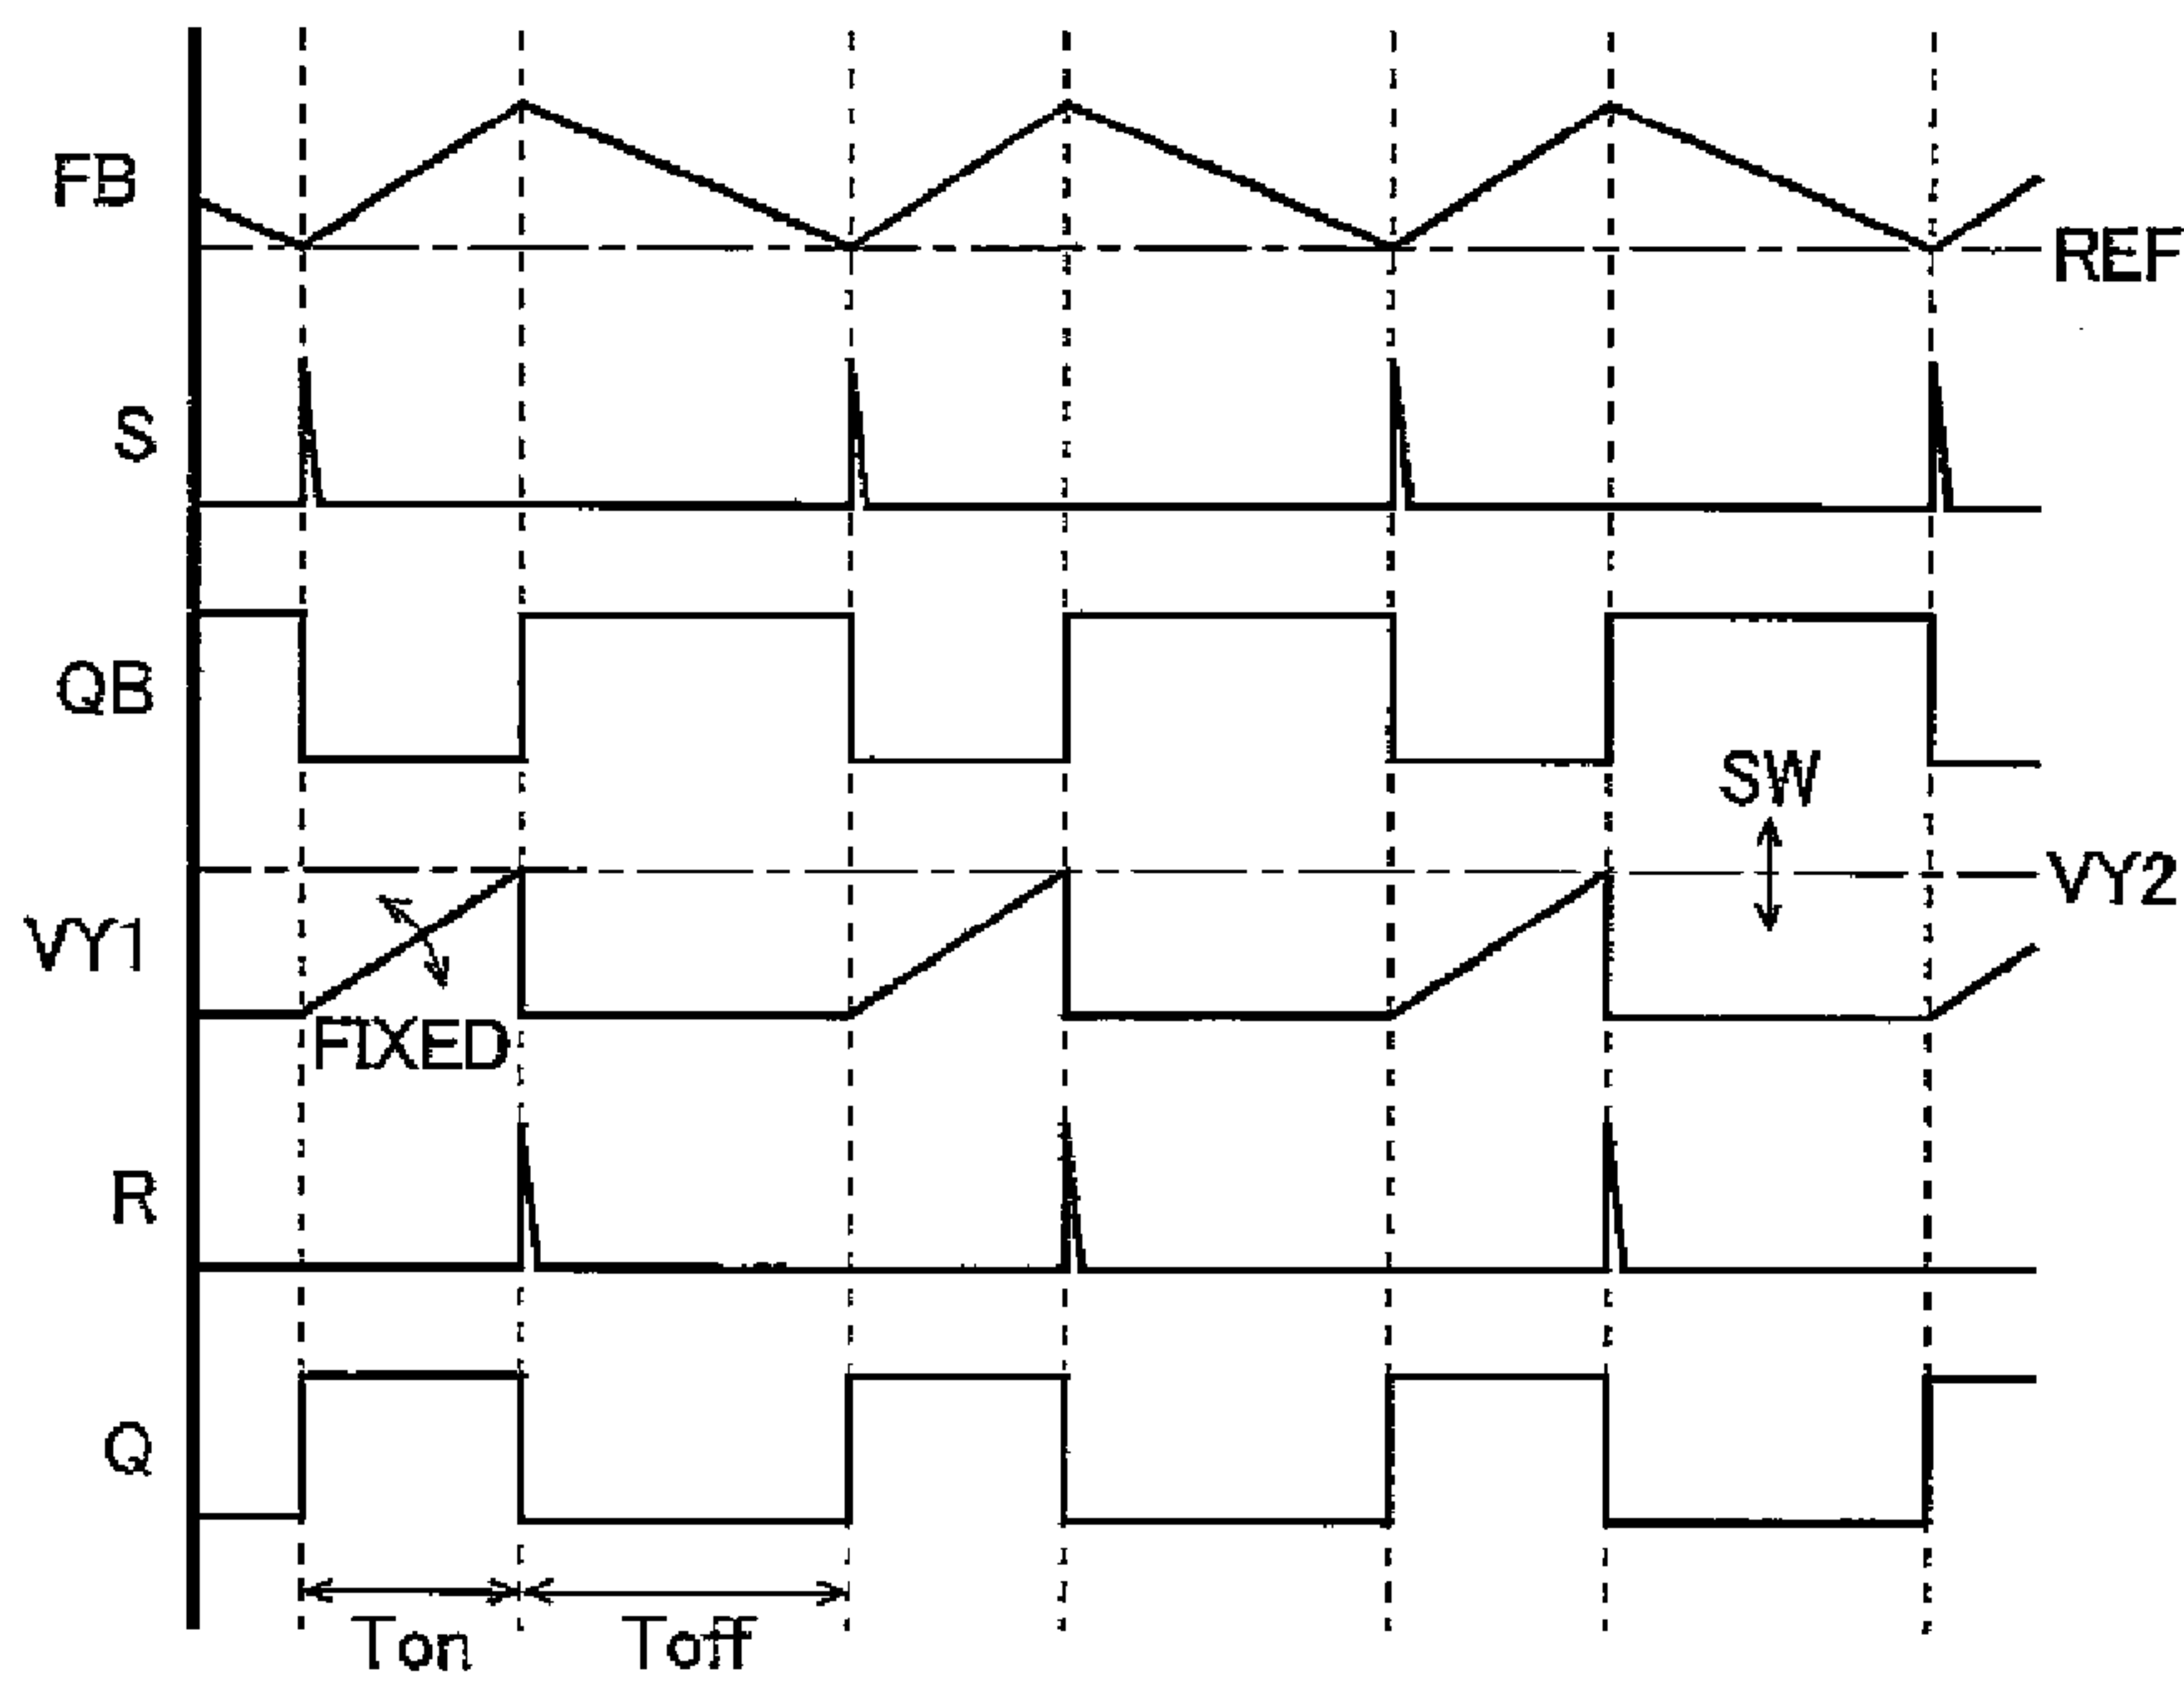 FB
REF
S
QB
SW
VY2
VY1
FIXED
R
Q
Ton
Toff